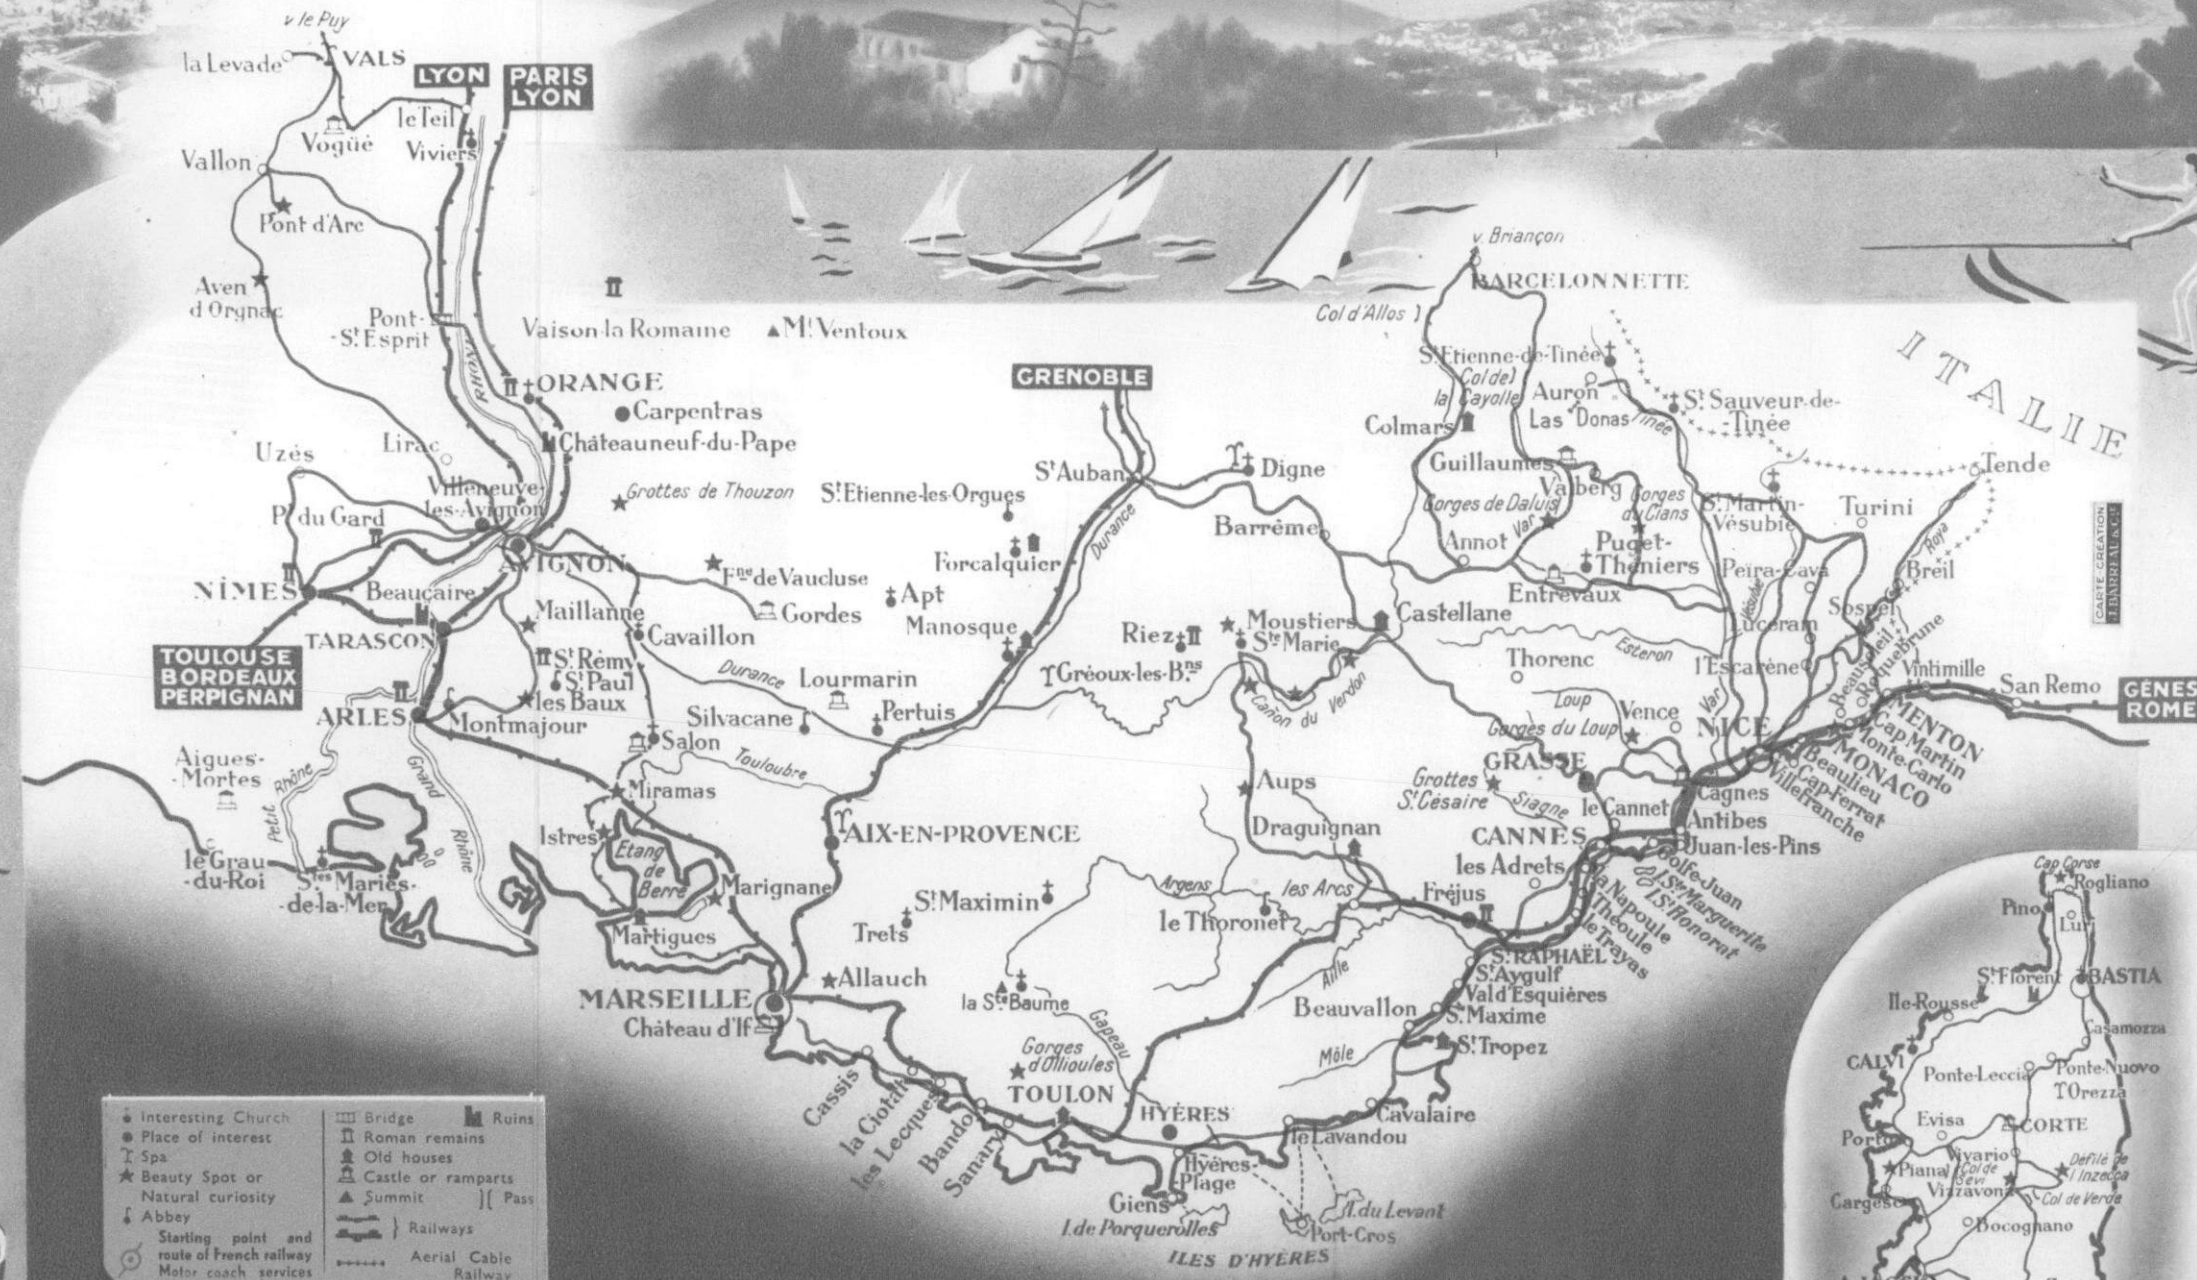 v le Puy
la Levade
VALS
LYON
PARIS
LYON
le Teil
Vogüé
Viviers
Vallon
Pont d'Arc
Aven
d'Orgnac
Pont-
-St Esprit
RHONE
Vaison-la Romaine
Mt Ventoux
ORANGE
Carpentras
Châteauneuf-du-Pape
Uzès
Lirac
Villeneuve-
les-Avignon
Grottes de Thouzon
St Etienne-les-Orgues
P! du Gard
AVIGNON
Fne de Vaucluse
Gordes
Forcalquier
Apt
Manosque
NÎMES
Beaucaire
Maillanne
Cavaillon
TARASCON
St Rémy
St Paul
les Baux
TOULOUSE
BORDEAUX
PERPIGNAN
Durance
Lourmarin
Silvacane
Pertuis
ARLES
Montmajour
Salon
Touloubre
Aigues-
-Mortes
Petit Rhône
Grand
Rhône
Miramas
Istres
Etang
de
Berre
Marignane
AIX-EN-PROVENCE
le Grau
-du-Roi
Stes Maries-
-de-la-Mer
Martigues
St Maximin
Trets
Allauch
MARSEILLE
Château d'If
la Ste Baume
Gapeau
Gorges
d'Ollioules
TOULON
HYÈRES
Cassis
la Ciotat
les Lecques
Bandol
Sanary
Hyères-
-Plage
Giens
I. de Porquerolles
I. du Levant
Port-Cros
ILES D'HYÈRES
le Lavandou
Cavalaire
GRENOBLE
St Auban
Digne
Durance
Barrême
v. Briançon
BARCELONNETTE
Col d'Allos
St Etienne-de-Tinée
Col de
la Cayolle
Auron
Las Donas
Tinée
St Sauveur-de-
-Tinée
ITALIE
Colmars
Guillaumes
Valberg
Gorges de Daluis
Var
Gorges
du Cians
St Martin-
Vésubie
Turini
Tende
Roya
Annot
Puget-
-Théniers
Peïra-Cava
Breil
Entrevaux
Vésubie
Sospel
Lucéram
Moustiers
Ste Marie
Castellane
Riez
Gréoux-les-Bns
Cañon du Verdon
Esteron
Thorenc
l'Escarène
Beausoleil
Roquebrune
Vintimille
San Remo
GÊNES
ROME
Loup
Var
Vence
Gorges du Loup
NICE
GRASSE
MENTON
Cap Martin
Monte-Carlo
MONACO
Beaulieu
Cap-Ferrat
Villefranche
Aups
Grottes
St Césaire
Siagne
le Cannet
Cagnes
Draguignan
CANNES
Antibes
Juan-les-Pins
les Adrets
Golfe-Juan
I. Ste Marguerite
I. St Honorat
Argens
les Arcs
Fréjus
la Napoule
Théoule
le Trayas
le Thoronet
St RAPHAËL
St Aygulf
Val d'Esquières
Aille
Beauvallon
Ste Maxime
Môle
St Tropez
CARTE CRÉATION
Cap Corse
Rogliano
Pino
Luri
St Florent
BASTIA
Ile-Rousse
Casamozza
CALVI
Ponte-Leccia
Ponte-Nuovo
Orezza
Evisa
CORTE
Porto
Vivario
Piana
Col de
Sevi
Défilé de
l'Inzecca
Vizzavona
Col de Verde
Cargèse
Bocognano
Interesting Church
Place of interest
Spa
Beauty Spot or
Natural curiosity
Abbey
Starting point and
route of French railway
Motor coach services
Bridge
Ruins
Roman remains
Old houses
Castle or ramparts
Summit
Pass
Railways
Aerial Cable
Railway